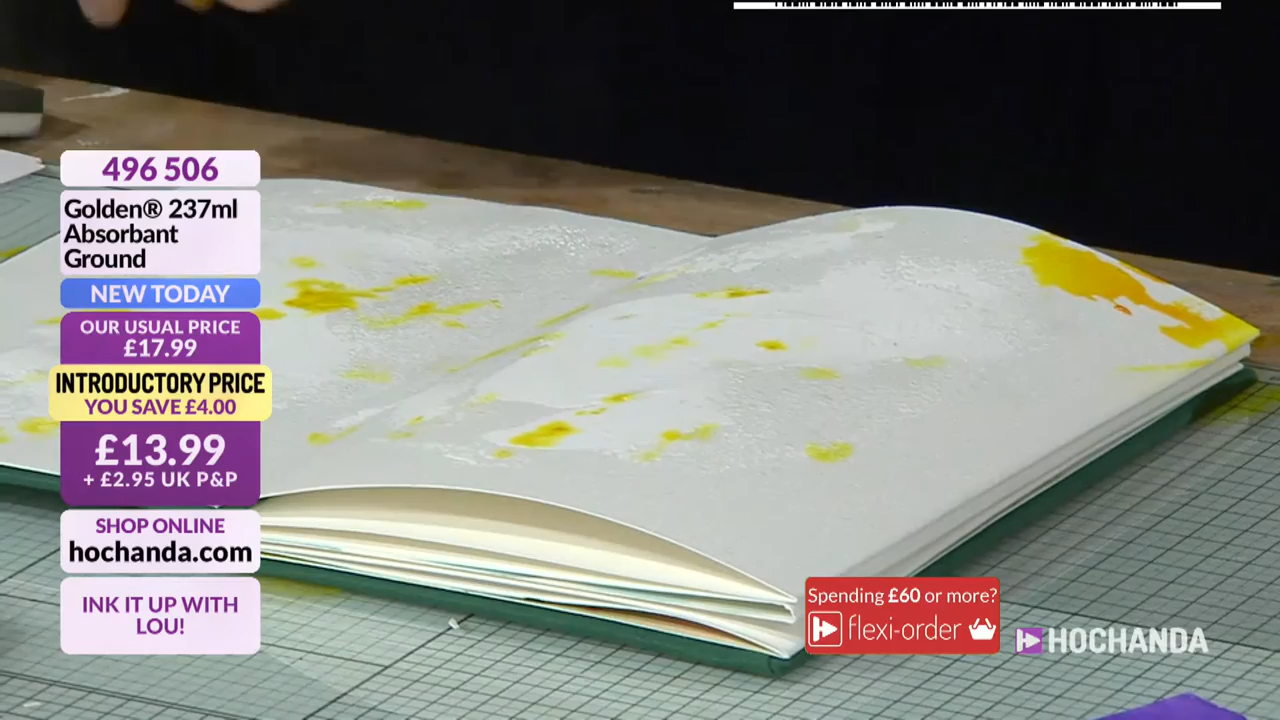 496 506
Golden® 237ml
Absorbant
Ground
NEW TODAY
OUR USUAL PRICE
£17.99
INTRODUCTORY PRICE
YOU SAVE £4.00
£13.99
+ £2.95 UK P&P
SHOP ONLINE
hochanda.com
INK IT UP WITH
LOU!
Spending £60 or more?
flexi-order
HOCHANDA